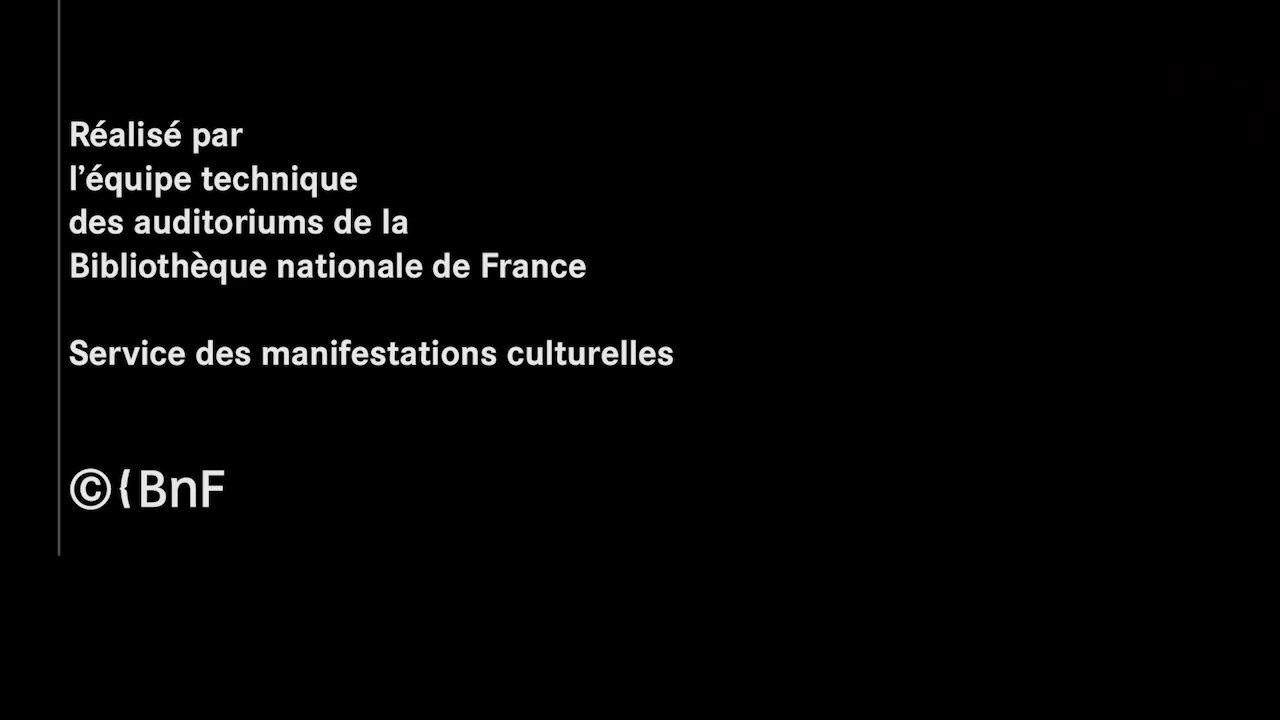 Réalisé par
l’équipe technique
des auditoriums de la
Bibliothèque nationale de France
Service des manifestations culturelles
©{BnF